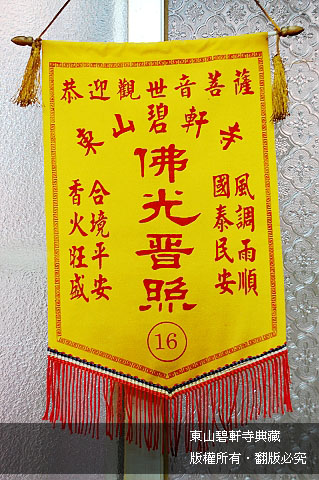 恭迎觀世音菩薩
東山碧軒寺
風調雨順
國泰民安
佛光普照
合境平安
香火旺盛
16
東山碧軒寺典藏
版權所有・翻版必究